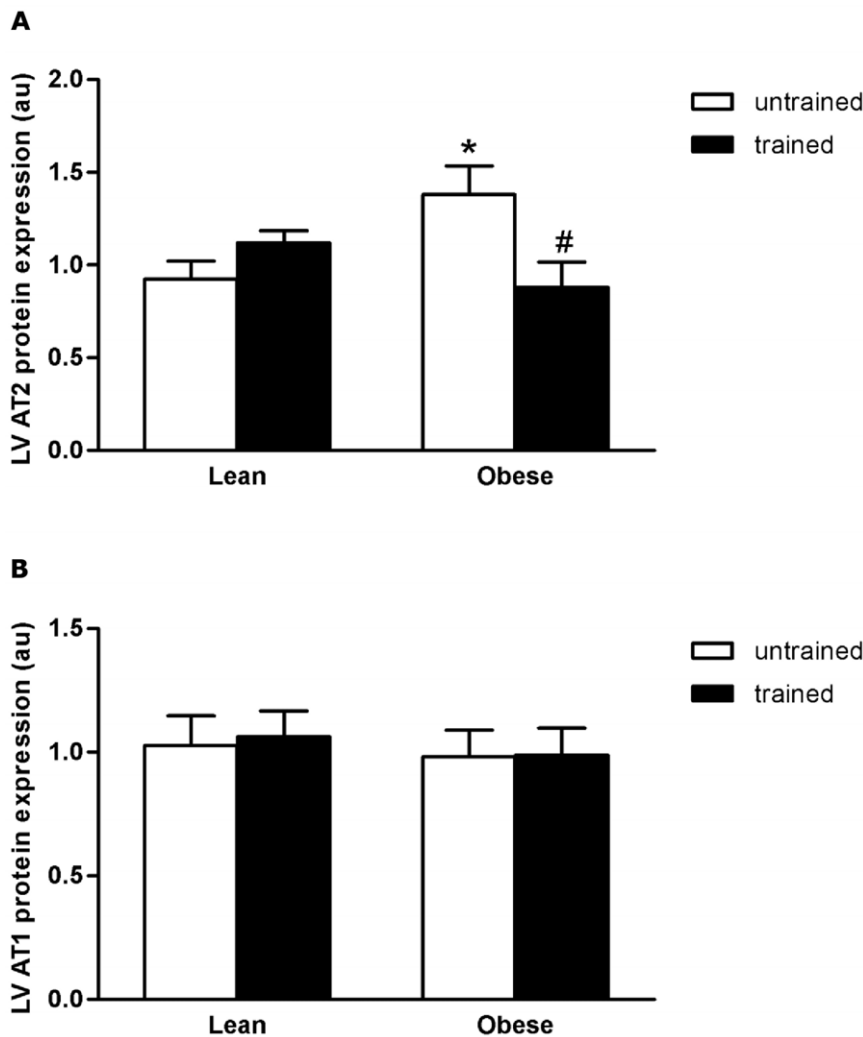 A
LV AT2 protein expression (au)
2.0
1.5
1.0
0.5
0.0
*
#
Lean
Obese
untrained
trained
B
LV AT1 protein expression (au)
1.5
1.0
0.5
0.0
Lean
Obese
untrained
trained